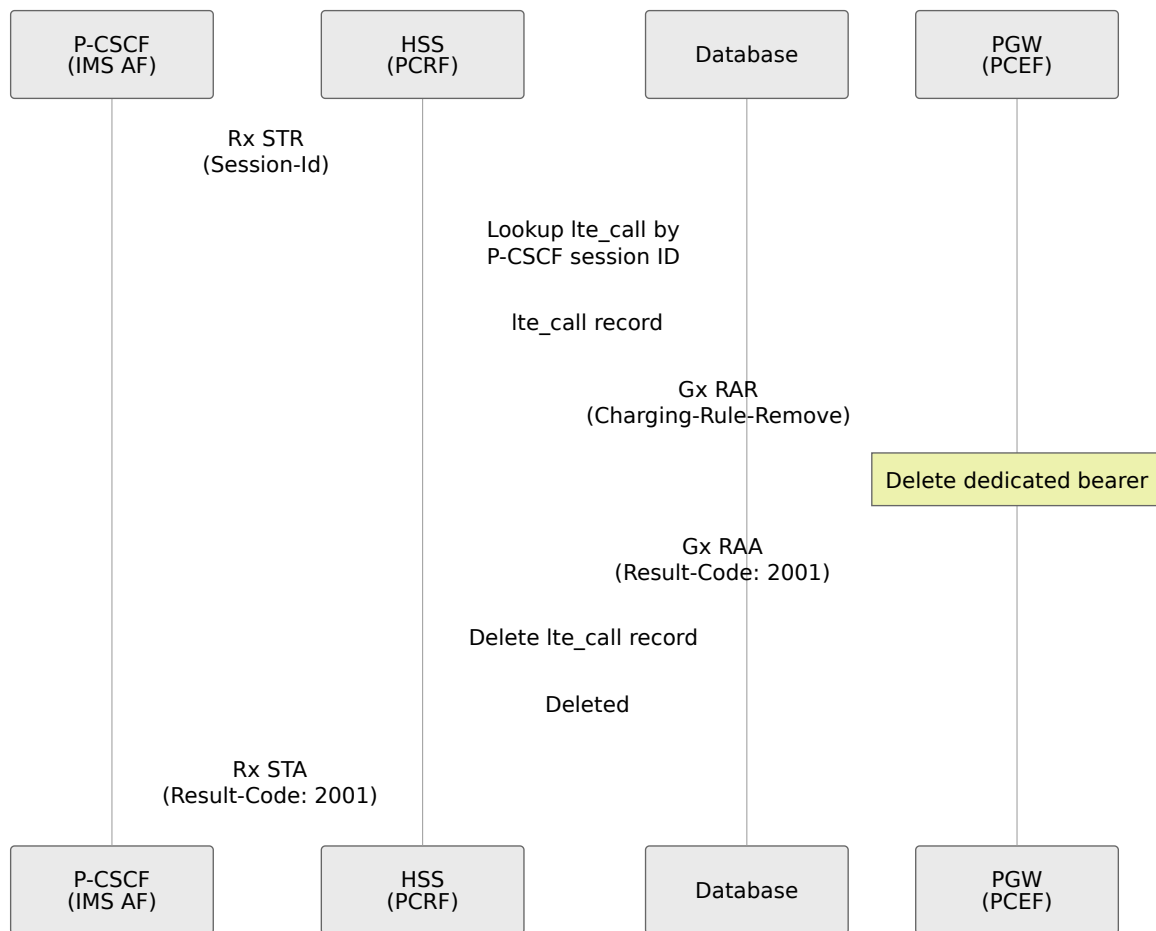 P-CSCF
(IMS AF)
HSS
(PCRF)
Database
PGW
(PCEF)
Rx STR
(Session-Id)
Lookup lte_call by
P-CSCF session ID
lte_call record
Gx RAR
(Charging-Rule-Remove)
Delete dedicated bearer
Gx RAA
(Result-Code: 2001)
Delete lte_call record
Deleted
Rx STA
(Result-Code: 2001)
P-CSCF
(IMS AF)
HSS
(PCRF)
Database
PGW
(PCEF)